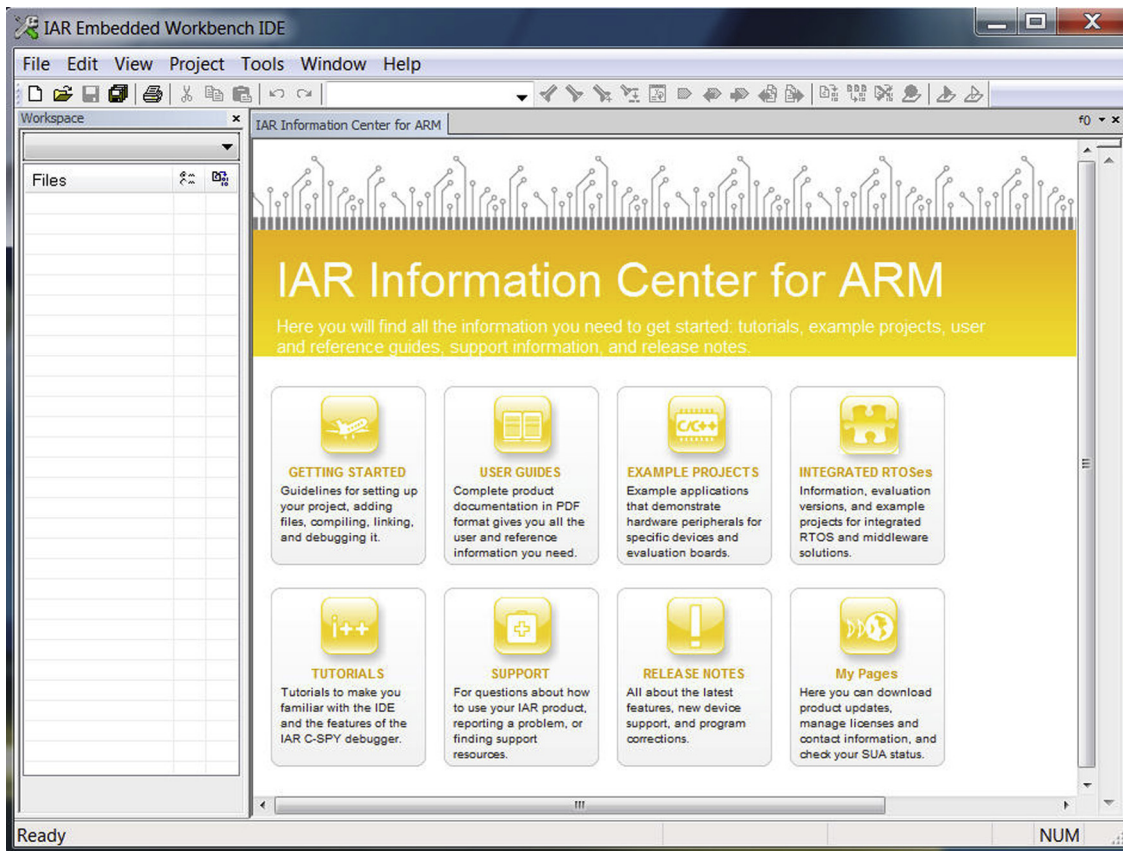 IAR Embedded Workbench IDE
File Edit View Project Tools Window Help
Workspace
IAR Information Center for ARM
f()
Files
IAR Information Center for ARM
Here you will find all the information you need to get started: tutorials, example projects, user
and reference guides, support information, and release notes.
GETTING STARTED
Guidelines for setting up
your project, adding
files, compiling, linking,
and debugging it.
USER GUIDES
Complete product
documentation in PDF
format gives you all the
user and reference
information you need.
C/C++
EXAMPLE PROJECTS
Example applications
that demonstrate
hardware peripherals for
specific devices and
evaluation boards.
INTEGRATED RTOSes
Information, evaluation
versions, and example
projects for integrated
RTOS and middleware
solutions.
i++
TUTORIALS
Tutorials to make you
familiar with the IDE
and the features of the
IAR C-SPY debugger.
SUPPORT
For questions about how
to use your IAR product,
reporting a problem, or
finding support
resources.
RELEASE NOTES
All about the latest
features, new device
support, and program
corrections.
My Pages
Here you can download
product updates,
manage licenses and
contact information, and
check your SUA status.
Ready
NUM